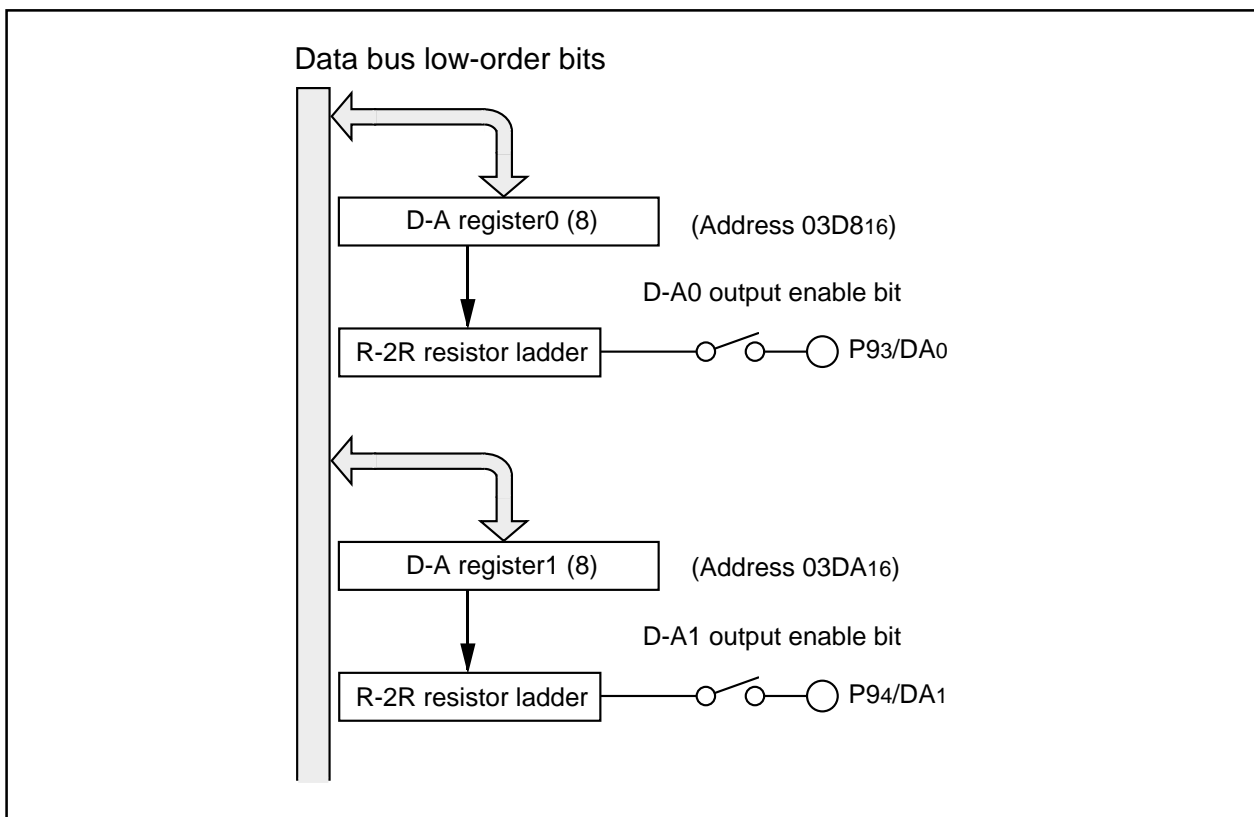 Data bus low-order bits
D-A register0 (8)
(Address 03D816)
D-A0 output enable bit
R-2R resistor ladder
P93/DA0
D-A register1 (8)
(Address 03DA16)
D-A1 output enable bit
R-2R resistor ladder
P94/DA1